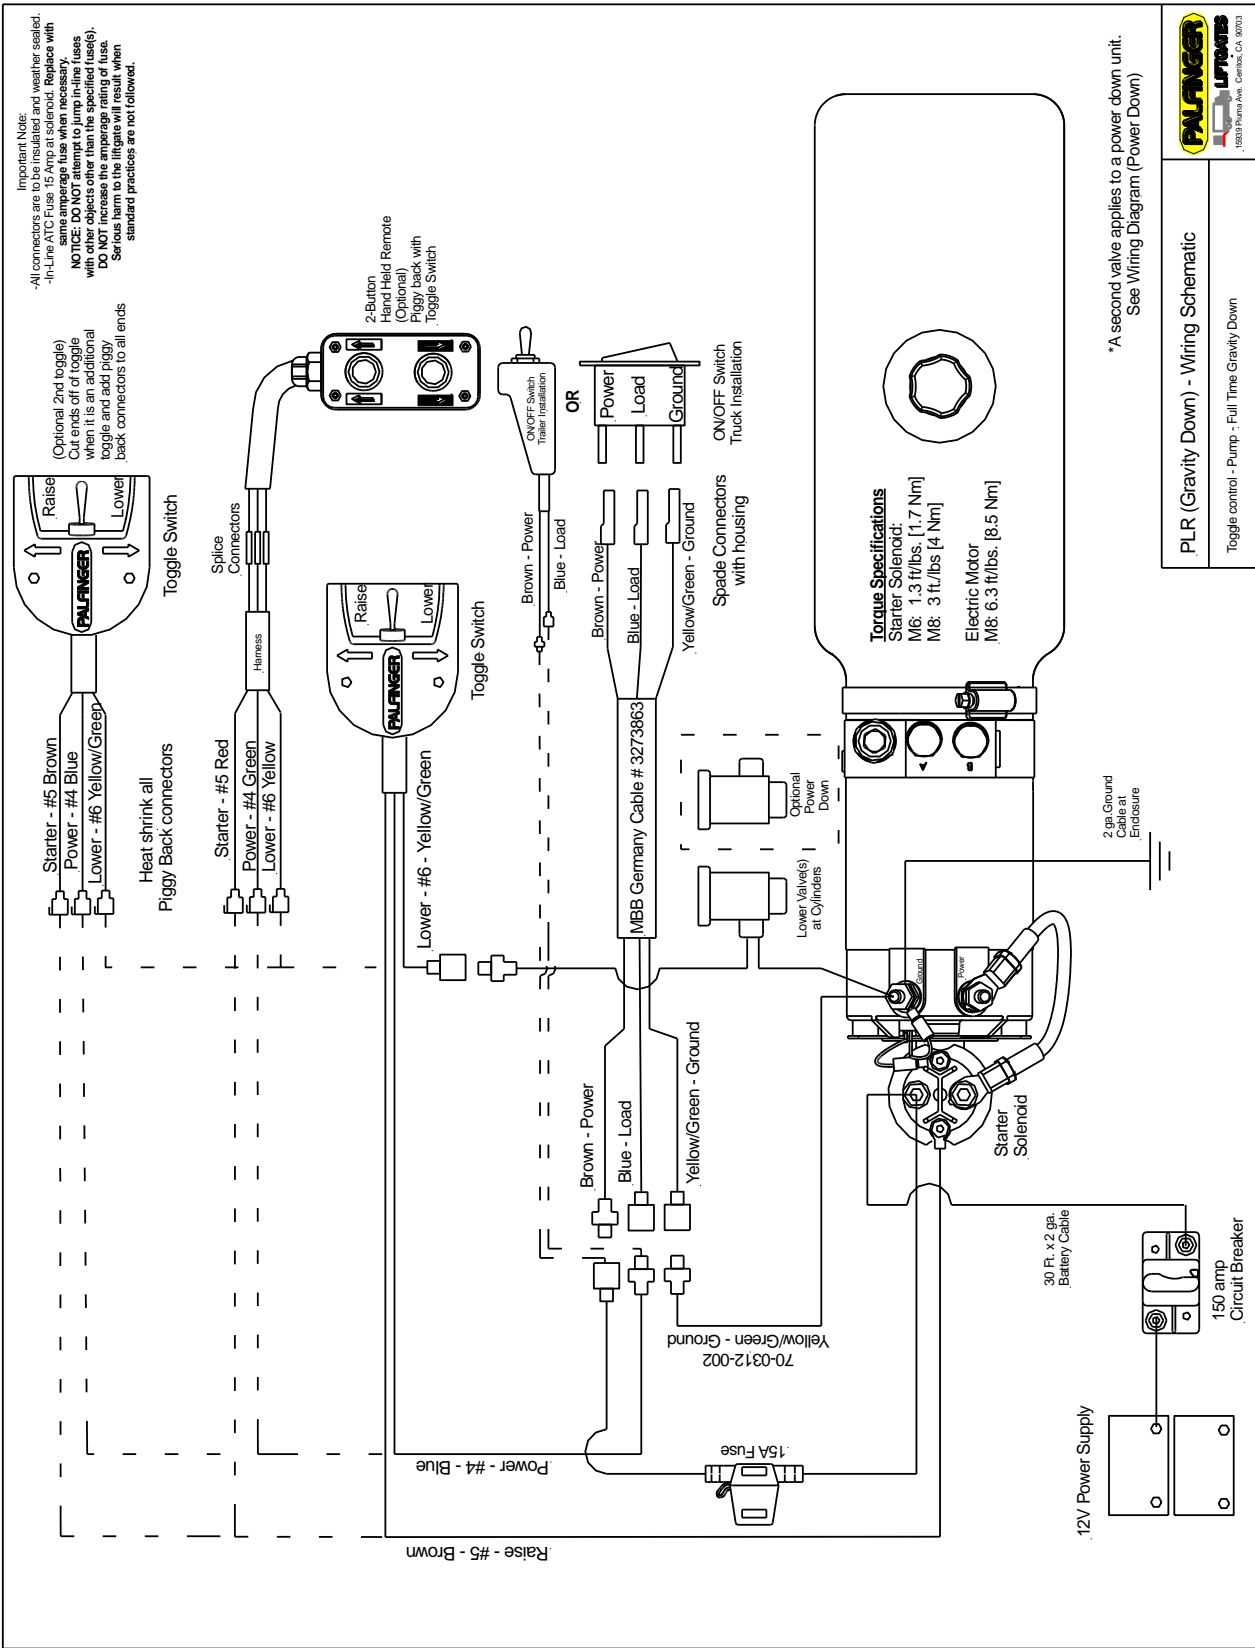 Important Note:
-All connectors are to be insulated and weather sealed.
-In-Line ATC Fuse 15 Amp at solenoid. Replace with
same amperage fuse when necessary.
NOTICE: DO NOT attempt to jump in-line fuses
with other objects other than the specified fuse(s).
DO NOT increase the amperage rating of fuse.
Serious harm to the liftgate will result when
standard practices are not followed.
(Optional 2nd toggle)
Cut ends off of toggle
when it is an additional
toggle and add piggy
back connectors to all ends
Raise
Lower
PALFINGER
Toggle Switch
Starter - #5 Brown
Power - #4 Blue
Lower - #6 Yellow/Green
Heat shrink all
Piggy Back connectors
2-Button
Hand Held Remote
(Optional)
Piggy back with
Toggle Switch
Splice
Connectors
Harness
Starter - #5 Red
Power - #4 Green
Lower - #6 Yellow
Raise
Lower
PALFINGER
Toggle Switch
Lower - #6 - Yellow/Green
ON/OFF Switch
Trailer Installation
Brown - Power
Blue - Load
OR
Power
Load
Ground
ON/OFF Switch
Truck Installation
Spade Connectors
with housing
Brown - Power
Blue - Load
Yellow/Green - Ground
MBB Germany Cable # 3273863
Brown - Power
Blue - Load
Yellow/Green - Ground
Optional
Power
Down
Lower Valve(s)
at Cylinders
Yellow/Green - Ground
70-0312-002
15A Fuse
Power - #4 - Blue
Raise - #5 - Brown
Torque Specifications
Starter Solenoid:
M6: 1.3 ft/lbs. [1.7 Nm]
M8: 3 ft./lbs [4 Nm]
Electric Motor
M8: 6.3 ft/lbs. [8.5 Nm]
A
B
Ground
Power
2 ga.Ground
Cable at
Enclosure
Starter
Solenoid
30 Ft. x 2 ga.
Battery Cable
150 amp
Circuit Breaker
12V Power Supply
*A second valve applies to a power down unit.
See Wiring Diagram (Power Down)
PALFINGER
LIFTGATES
15939 Piuma Ave. Cerritos, CA 90703
PLR (Gravity Down) - Wiring Schematic
Toggle control - Pump - Full Time Gravity Down